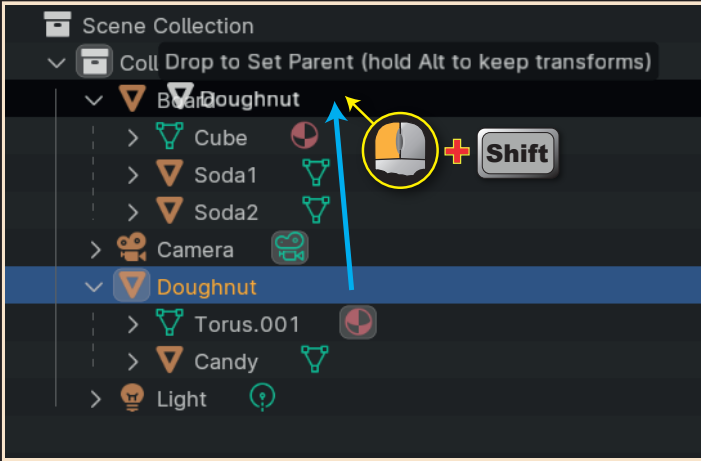 Scene Collection
Coll Drop to Set Parent (hold Alt to keep transforms)
Board Doughnut
Cube
Shift
Soda1
Soda2
Camera
Doughnut
Torus.001
Candy
Light